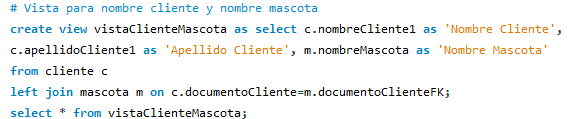 # Vista para nombre cliente y nombre mascota
create view vistaClienteMascota as select c.nombreCliente1 as 'Nombre Cliente',
c.apellidoCliente1 as 'Apellido Cliente', m.nombreMascota as 'Nombre Mascota'
from cliente c
left join mascota m on c.documentoCliente=m.documentoClienteFK;
select * from vistaClienteMascota;